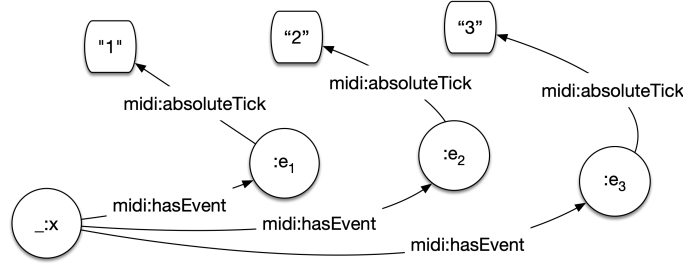 "1"
“2”
“3”
midi:absoluteTick
midi:absoluteTick
midi:absoluteTick
:e1
:e2
:e3
_:x
midi:hasEvent
midi:hasEvent
midi:hasEvent